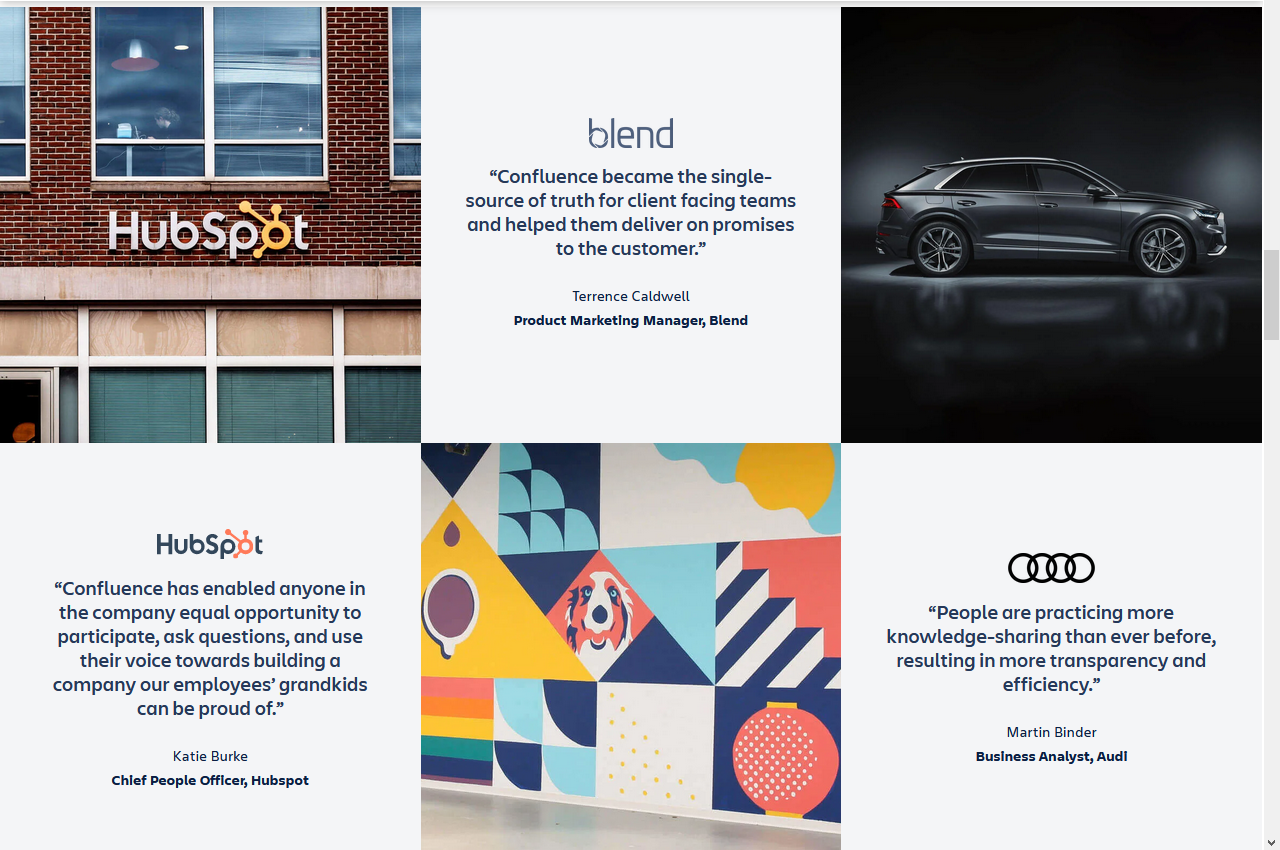 HubSpot
blend
“Confluence became the single-
source of truth for client facing teams
and helped them deliver on promises
to the customer.”
Terrence Caldwell
Product Marketing Manager, Blend
HubSpot
“Confluence has enabled anyone in
the company equal opportunity to
participate, ask questions, and use
their voice towards building a
company our employees’ grandkids
can be proud of.”
Katie Burke
Chief People Officer, Hubspot
“People are practicing more
knowledge-sharing than ever before,
resulting in more transparency and
efficiency.”
Martin Binder
Business Analyst, Audi